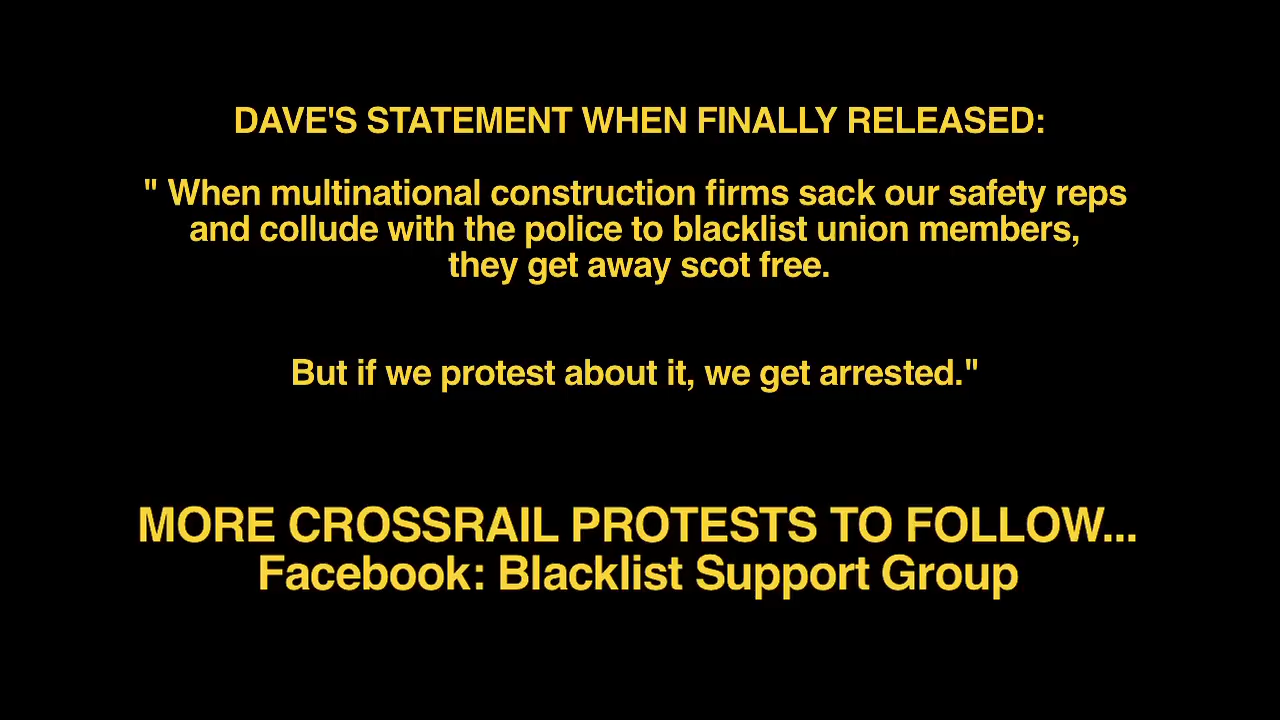 DAVE'S STATEMENT WHEN FINALLY RELEASED:
" When multinational construction firms sack our safety reps
and collude with the police to blacklist union members,
they get away scot free.
But if we protest about it, we get arrested."
MORE CROSSRAIL PROTESTS TO FOLLOW...
Facebook: Blacklist Support Group